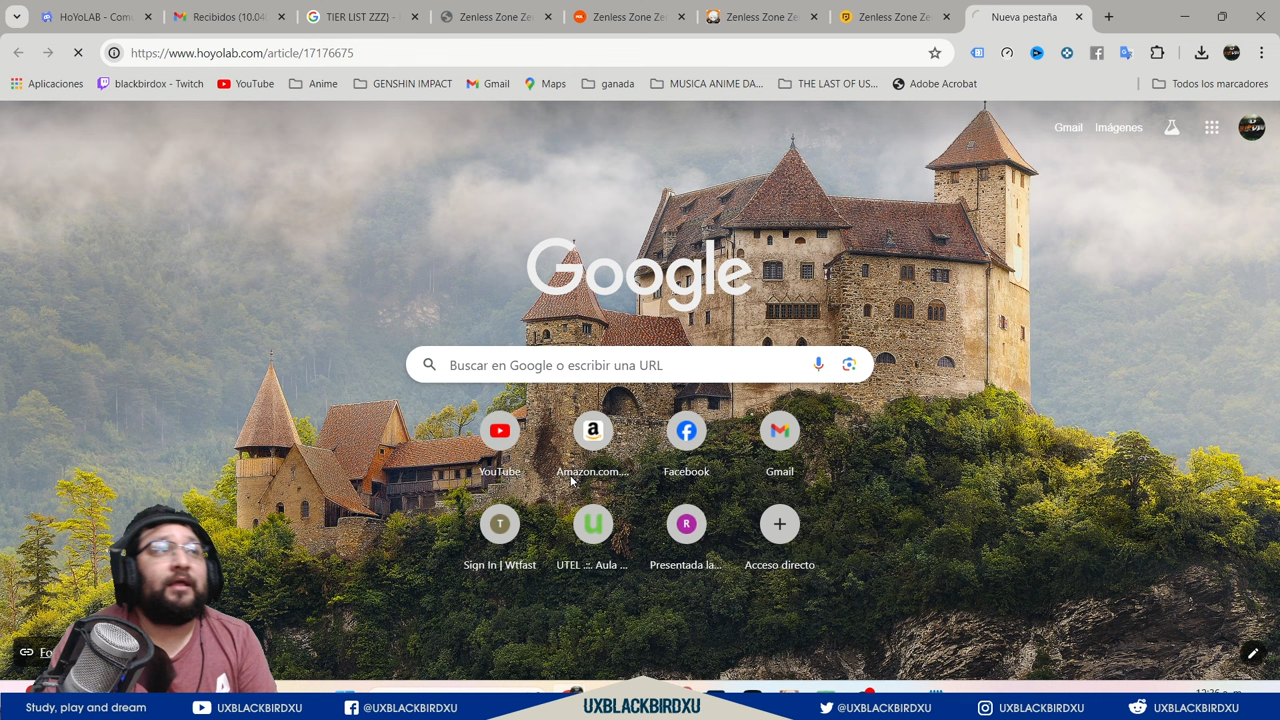 HoYoLAB - Com
Recibidos (10.04
TIER LIST ZZZ} -
Zenless Zone Ze
Zenless Zone Ze
Zenless Zone Ze
Zenless Zone Ze
Nueva pestaña
https://www.hoyolab.com/article/17176675
Aplicaciones
blackbirdox - Twitch
YouTube
Anime
GENSHIN IMPACT
Gmail
Maps
ganada
MUSICA ANIME DA...
THE LAST OF US...
Adobe Acrobat
Todos los marcadores
Gmail
Imágenes
Google
Buscar en Google o escribir una URL
YouTube
Amazon.com....
Facebook
Gmail
Sign In | Wtfast
UTEL .:. Aula ...
Presentada la...
Acceso directo
Fo
Study, play and dream
UXBLACKBIRDXU
@UXBLACKBIRDXU
UXBLACKBIRDXU
@UXBLACKBIRDXU
UXBLACKBIRDXU
UXBLACKBIRDXU